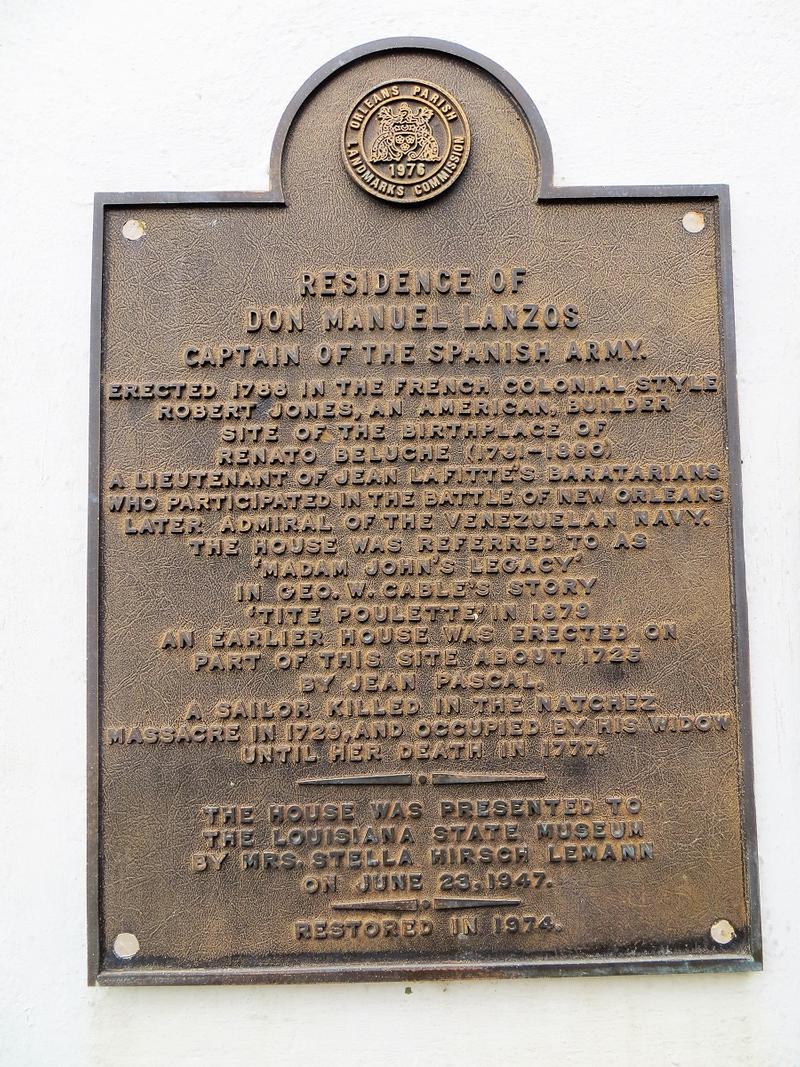 ORLEANS PARISH
LANDMARKS COMMISSION
1976
RESIDENCE OF
DON MANUEL LANZOS
CAPTAIN OF THE SPANISH ARMY.
ERECTED 1788 IN THE FRENCH COLONIAL STYLE
ROBERT JONES, AN AMERICAN, BUILDER
SITE OF THE BIRTHPLACE OF
RENATO BELUCHE (1781-1860)
A LIEUTENANT OF JEAN LAFITTE'S BARATARIANS
WHO PARTICIPATED IN THE BATTLE OF NEW ORLEANS
LATER ADMIRAL OF THE VENEZUELAN NAVY.
THE HOUSE WAS REFERRED TO AS
'MADAM JOHN'S LEGACY'
IN GEO. W. CABLE'S STORY
'TITE POULETTE' IN 1879
AN EARLIER HOUSE WAS ERECTED ON
PART OF THIS SITE ABOUT 1725
BY JEAN PASCAL,
A SAILOR KILLED IN THE NATCHEZ
MASSACRE IN 1729, AND OCCUPIED BY HIS WIDOW
UNTIL HER DEATH IN 1777.
THE HOUSE WAS PRESENTED TO
THE LOUISIANA STATE MUSEUM
BY MRS. STELLA HIRSCH LEMANN
ON JUNE 23, 1947.
RESTORED IN 1974.